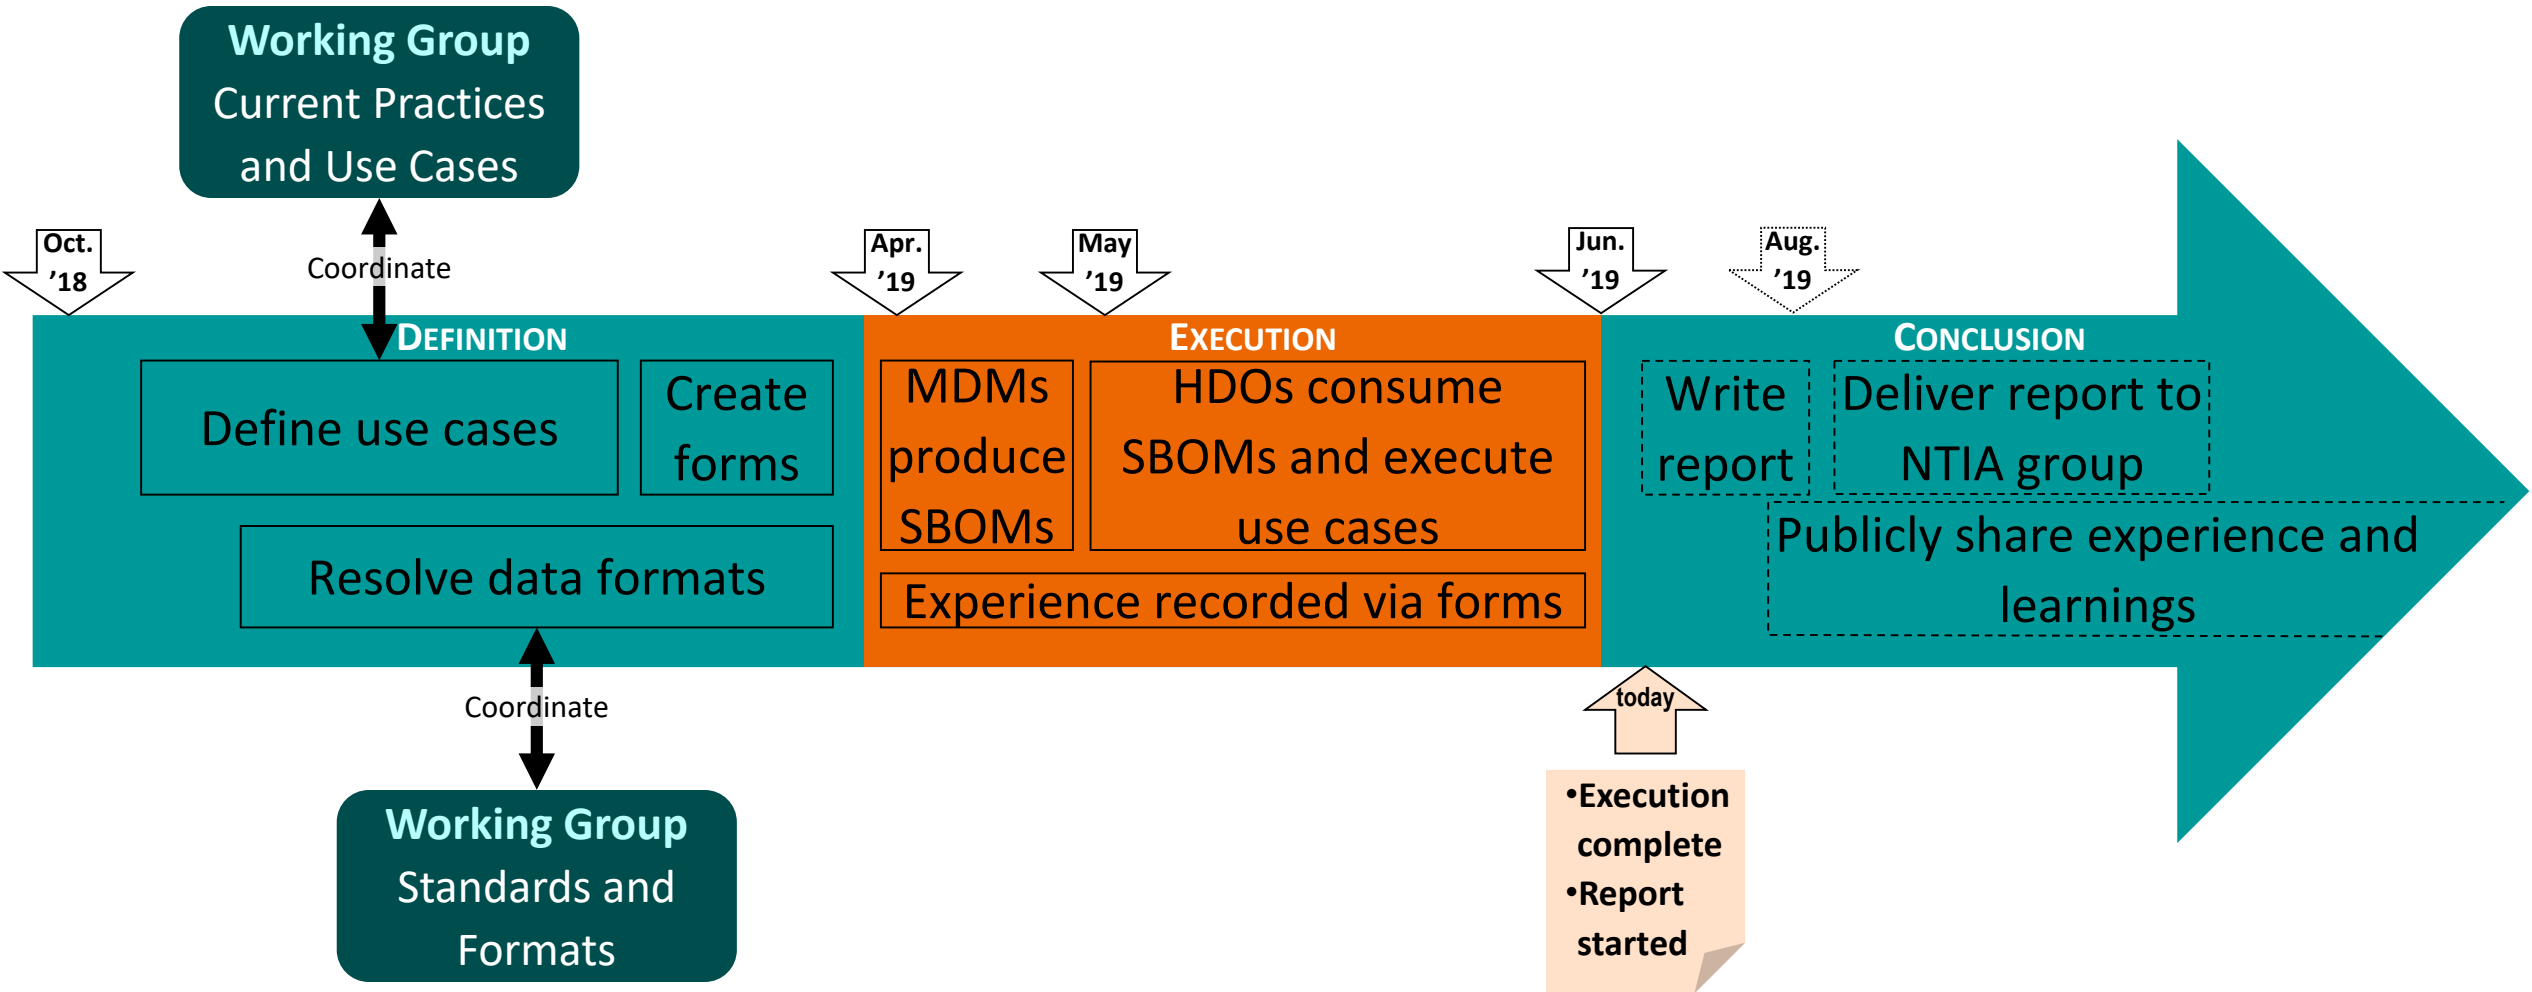 Working Group
Current Practices
and Use Cases
Oct.
’18
Coordinate
Apr.
’19
May
’19
Jun.
’19
Aug.
’19
DEFINITION
Define use cases
Create
forms
Resolve data formats
EXECUTION
MDMs
produce
SBOMs
HDOs consume
SBOMs and execute
use cases
Experience recorded via forms
CONCLUSION
Write
report
Deliver report to
NTIA group
Publicly share experience and
learnings
Coordinate
Working Group
Standards and
Formats
today
•Execution
complete
•Report
started